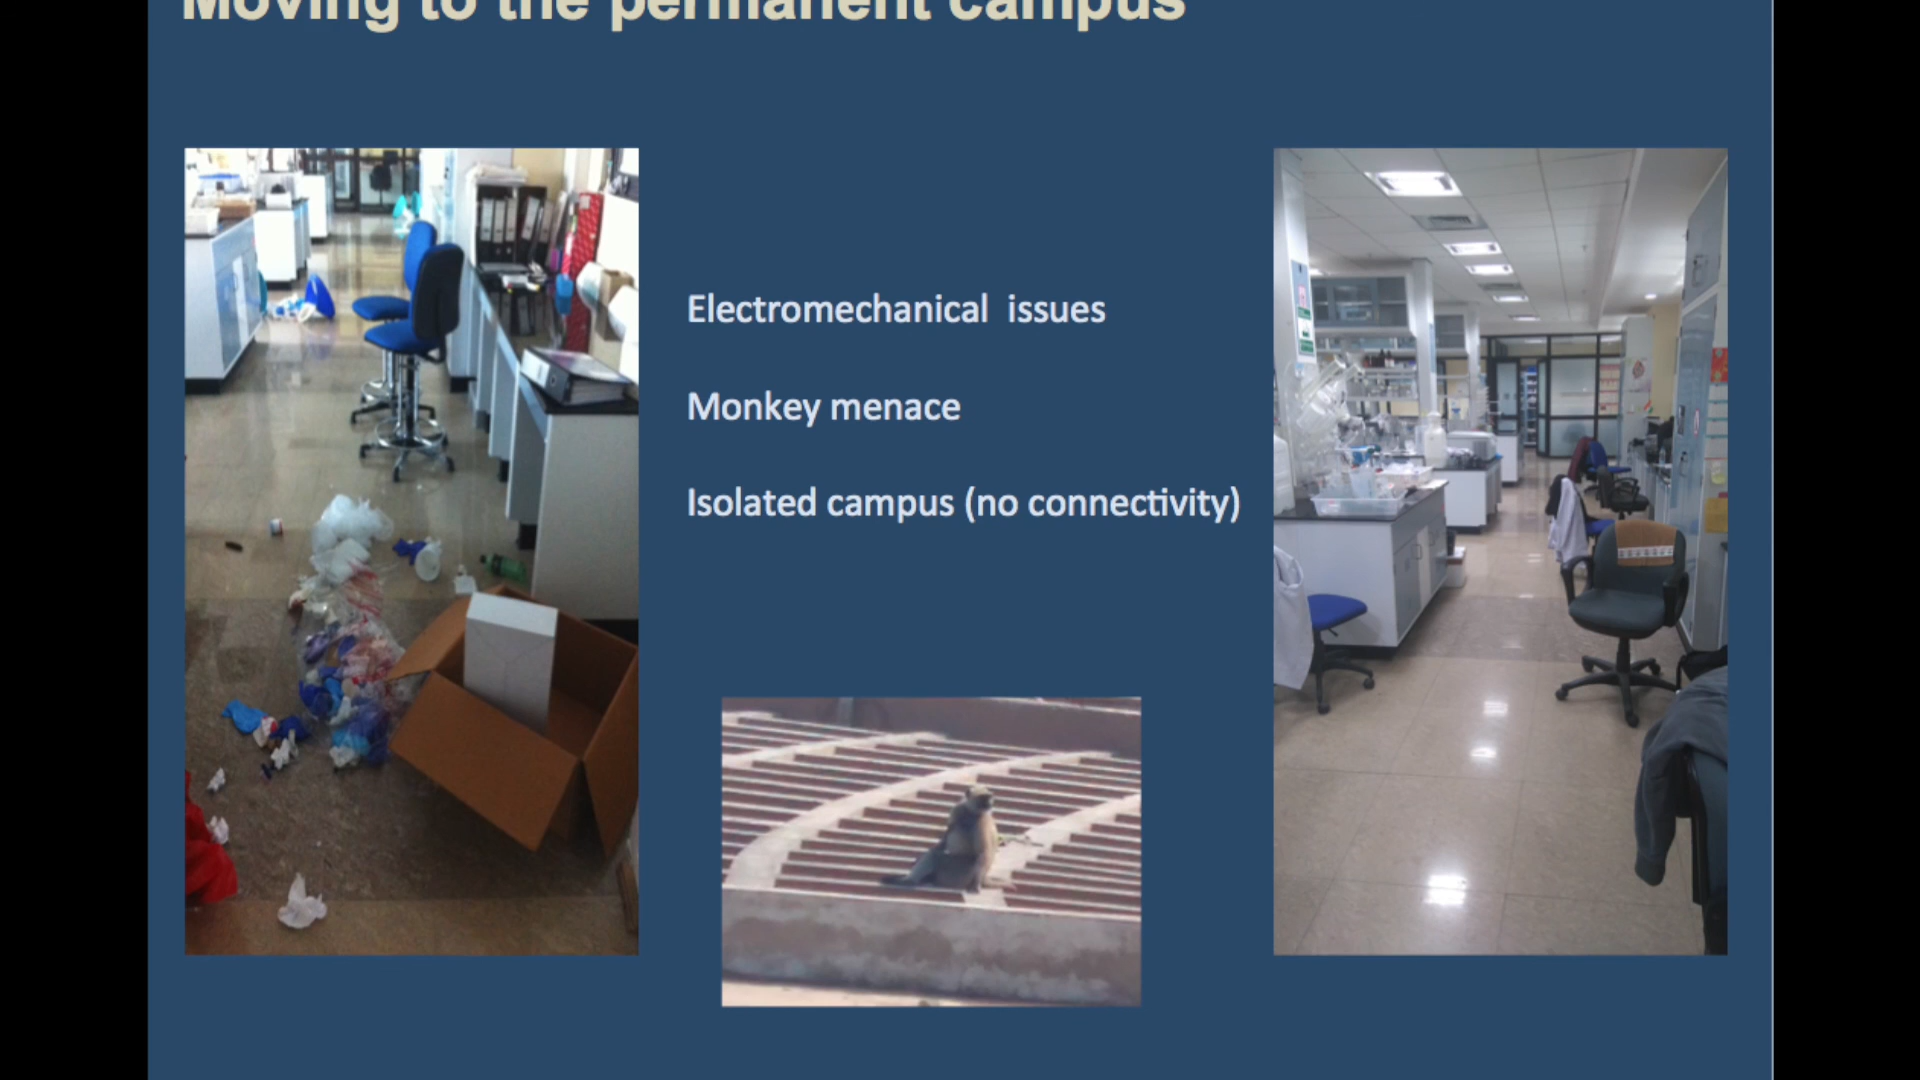 Moving to the permanent campus
Electromechanical issues
Monkey menace
Isolated campus (no connectivity)